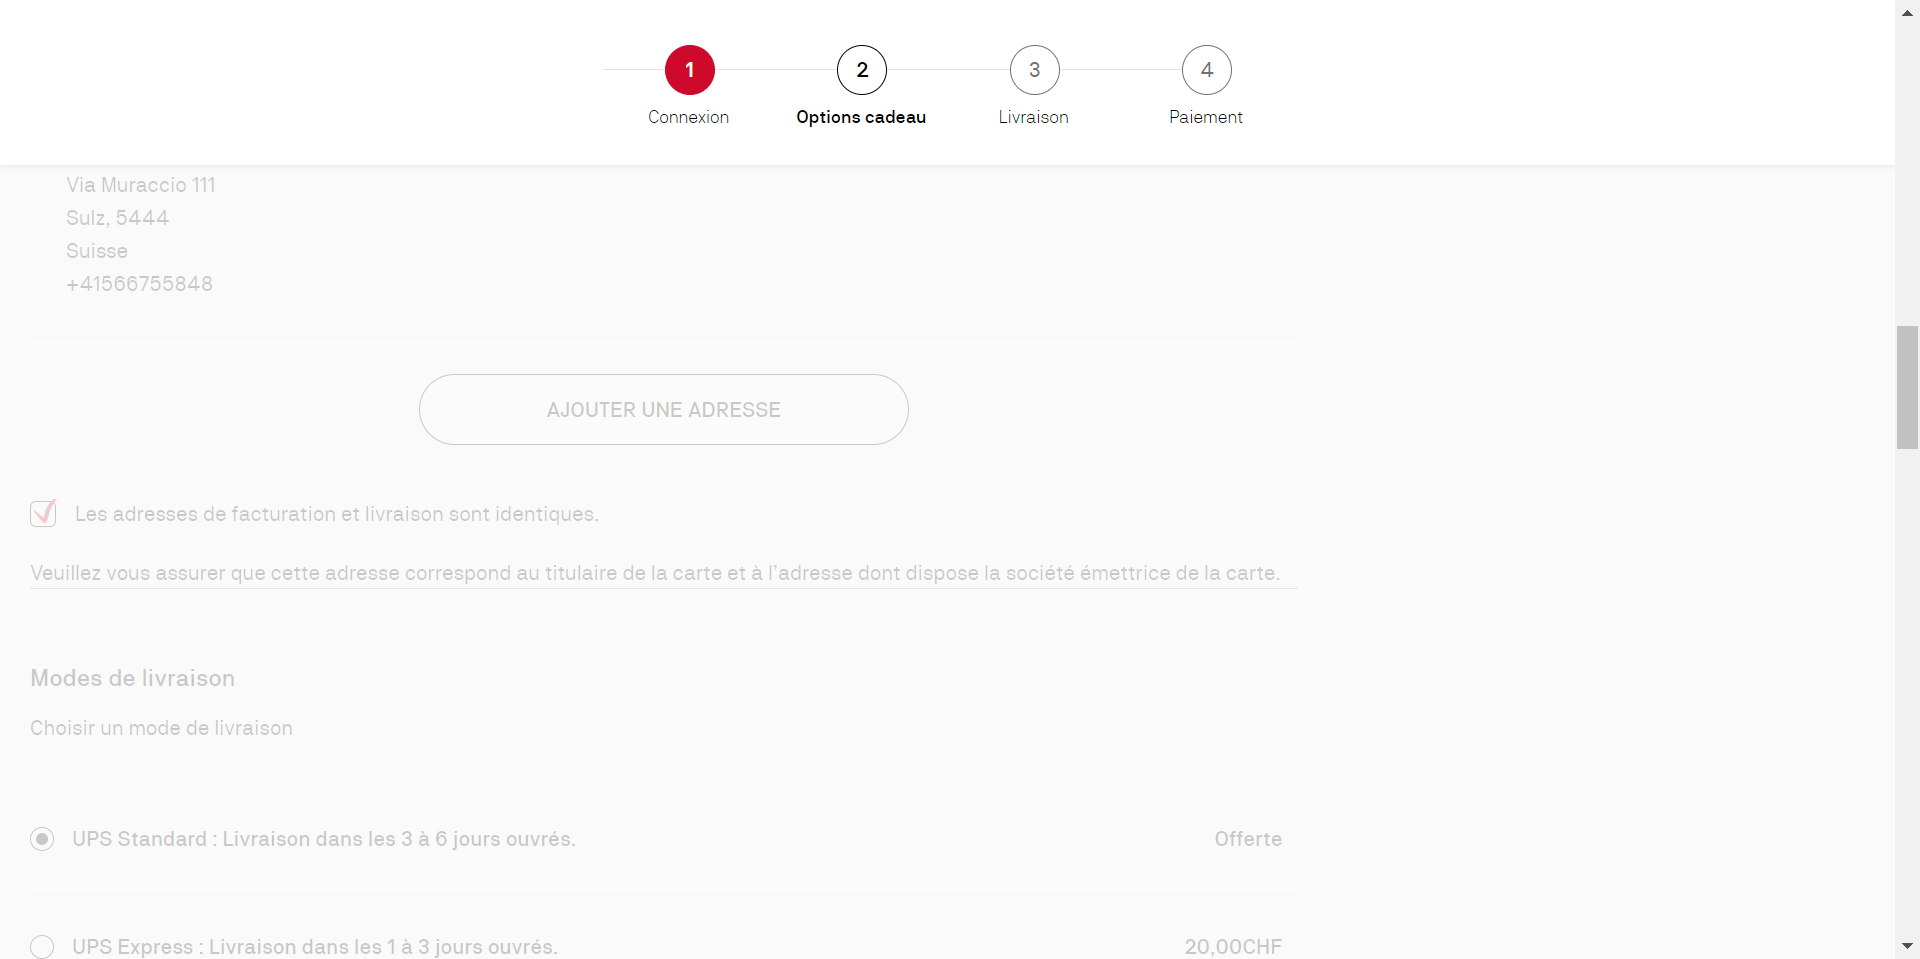 1
Connexion
2
Options cadeau
3
Livraison
4
Paiement
Via Muraccio 111
Sulz, 5444
Suisse
+41566755848
AJOUTER UNE ADRESSE
Les adresses de facturation et livraison sont identiques.
Veuillez vous assurer que cette adresse correspond au titulaire de la carte et à l’adresse dont dispose la société émettrice de la carte.
Modes de livraison
Choisir un mode de livraison
UPS Standard : Livraison dans les 3 à 6 jours ouvrés. Offerte
UPS Express : Livraison dans les 1 à 3 jours ouvrés. 20,00CHF